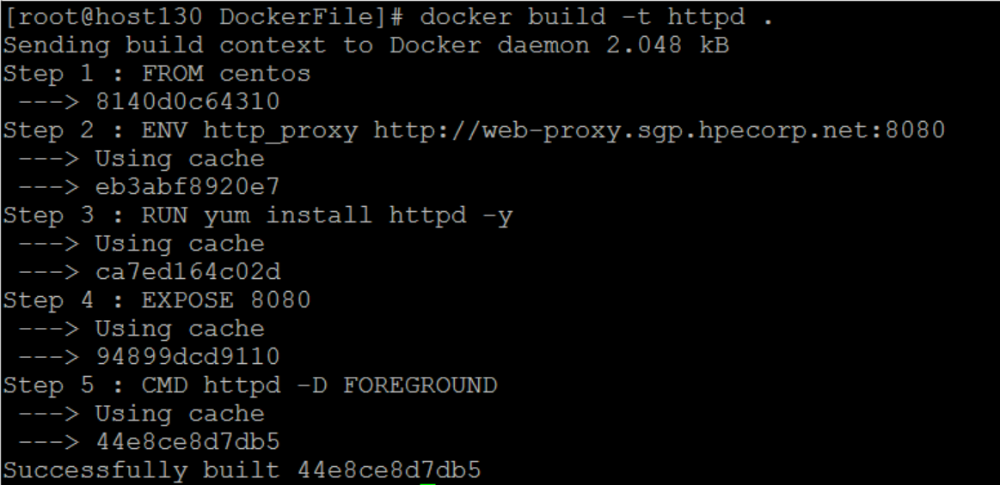 [root@host130 DockerFile]# docker build -t httpd .
Sending build context to Docker daemon 2.048 kB
Step 1 : FROM centos
---> 8140d0c64310
Step 2 : ENV http_proxy http://web-proxy.sgp.hpecorp.net:8080
---> Using cache
---> eb3abf8920e7
Step 3 : RUN yum install httpd -y
---> Using cache
---> ca7ed164c02d
Step 4 : EXPOSE 8080
---> Using cache
---> 94899dcd9110
Step 5 : CMD httpd -D FOREGROUND
---> Using cache
---> 44e8ce8d7db5
Successfully built 44e8ce8d7db5